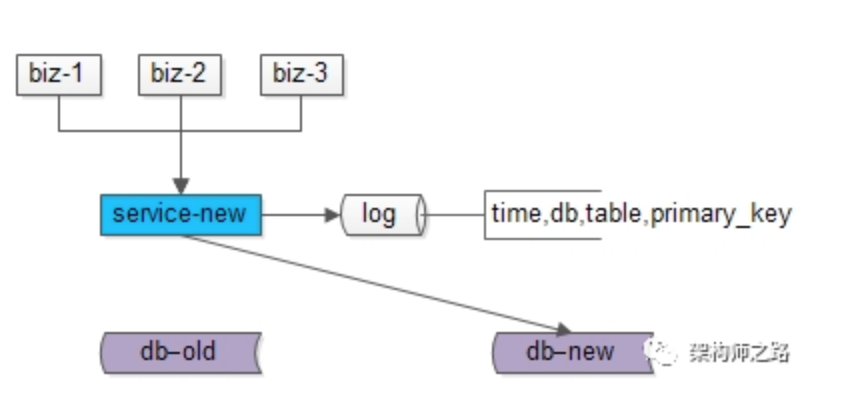 biz-1
biz-2
biz-3
service-new
log
time,db,table,primary_key
db-old
db-new
架构师之路